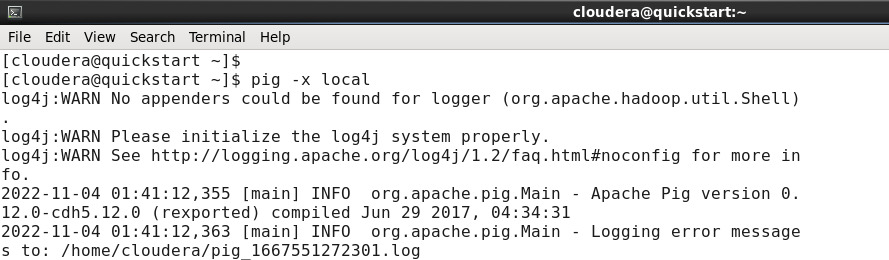 cloudera@quickstart:~
File Edit View Search Terminal Help
[cloudera@quickstart ~]$
[cloudera@quickstart ~]$ pig -x local
log4j:WARN No appenders could be found for logger (org.apache.hadoop.util.Shell)
.
log4j:WARN Please initialize the log4j system properly.
log4j:WARN See http://logging.apache.org/log4j/1.2/faq.html#noconfig for more in
fo.
2022-11-04 01:41:12,355 [main] INFO  org.apache.pig.Main - Apache Pig version 0.
12.0-cdh5.12.0 (rexported) compiled Jun 29 2017, 04:34:31
2022-11-04 01:41:12,363 [main] INFO  org.apache.pig.Main - Logging error message
s to: /home/cloudera/pig_1667551272301.log